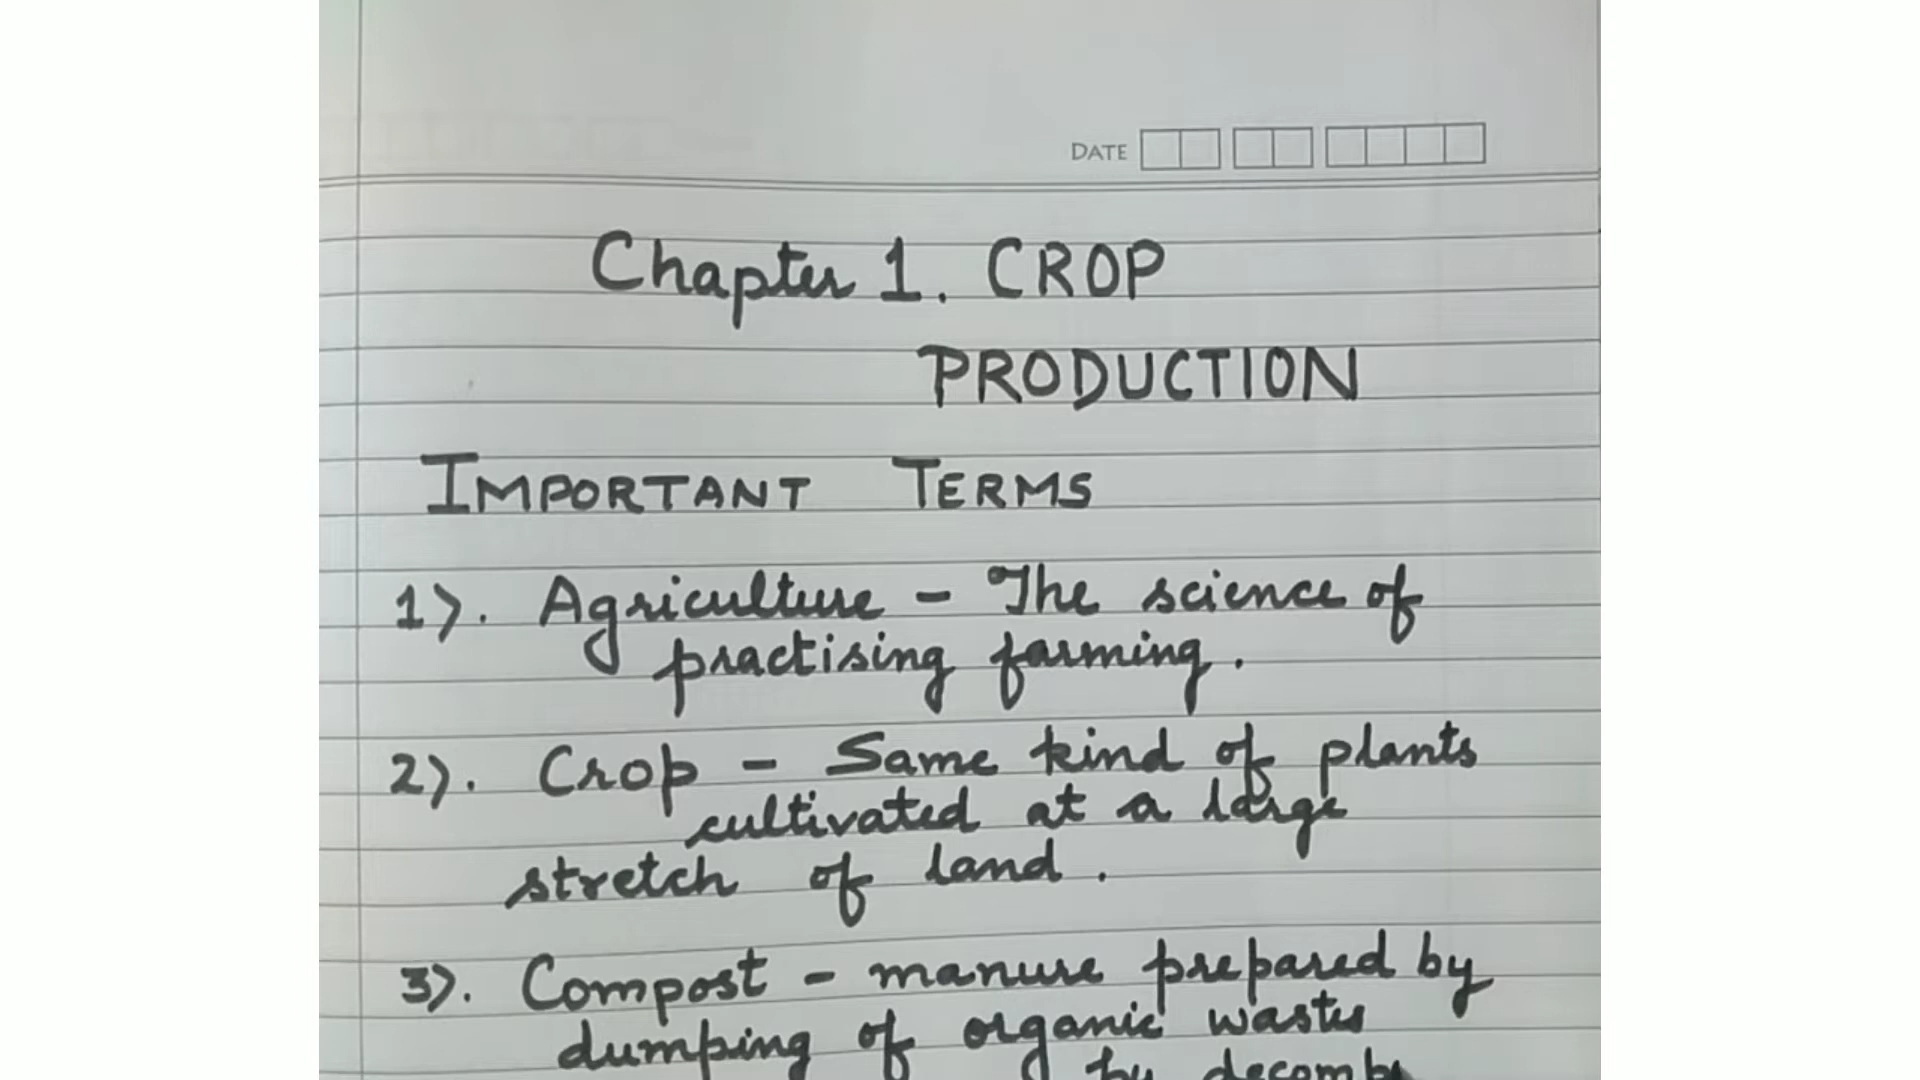 DATE
Chapter 1. CROP
PRODUCTION
IMPORTANT TERMS
1). Agriculture - The science of
practising farming.
2). Crop - Same kind of plants
cultivated at a large
stretch of land.
3). Compost - manure prepared by
dumping of organic wastes
by